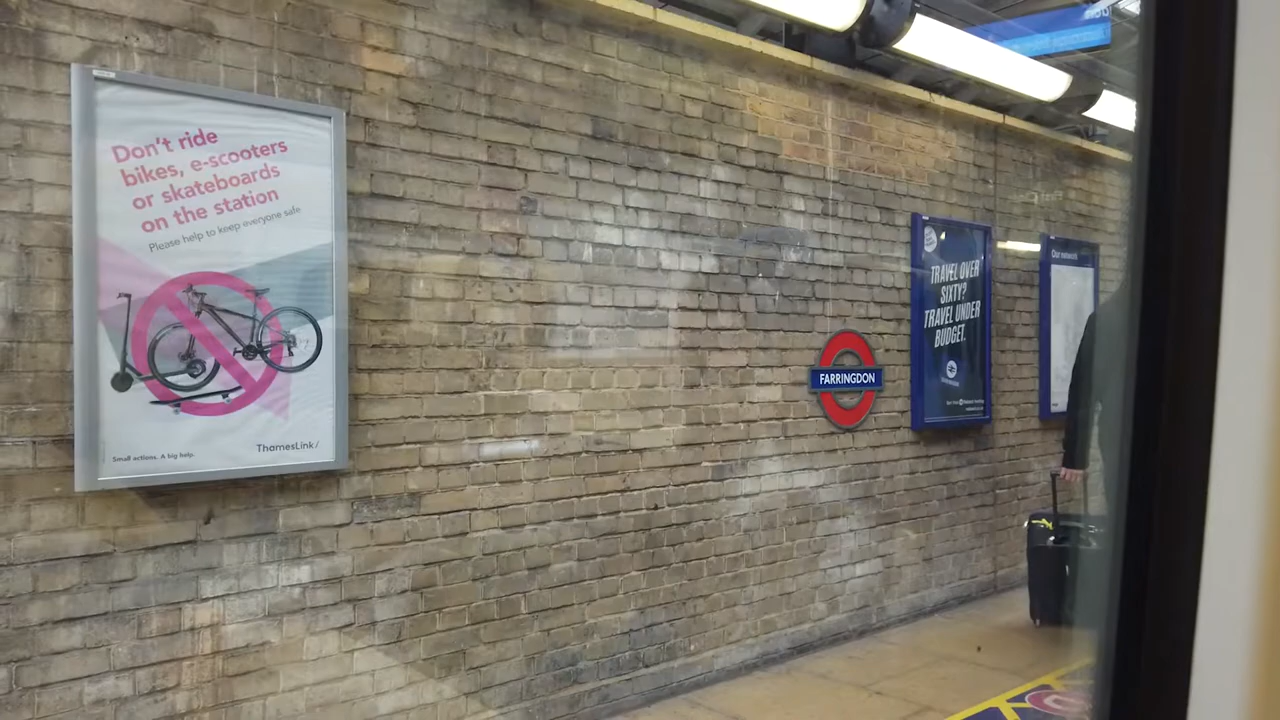 Don't ride
bikes, e-scooters
or skateboards
on the station
Please help to keep everyone safe
Small actions. A big help.
ThamesLink/
FARRINGDON
TRAVEL OVER
SIXTY?
TRAVEL UNDER
BUDGET.
Our network